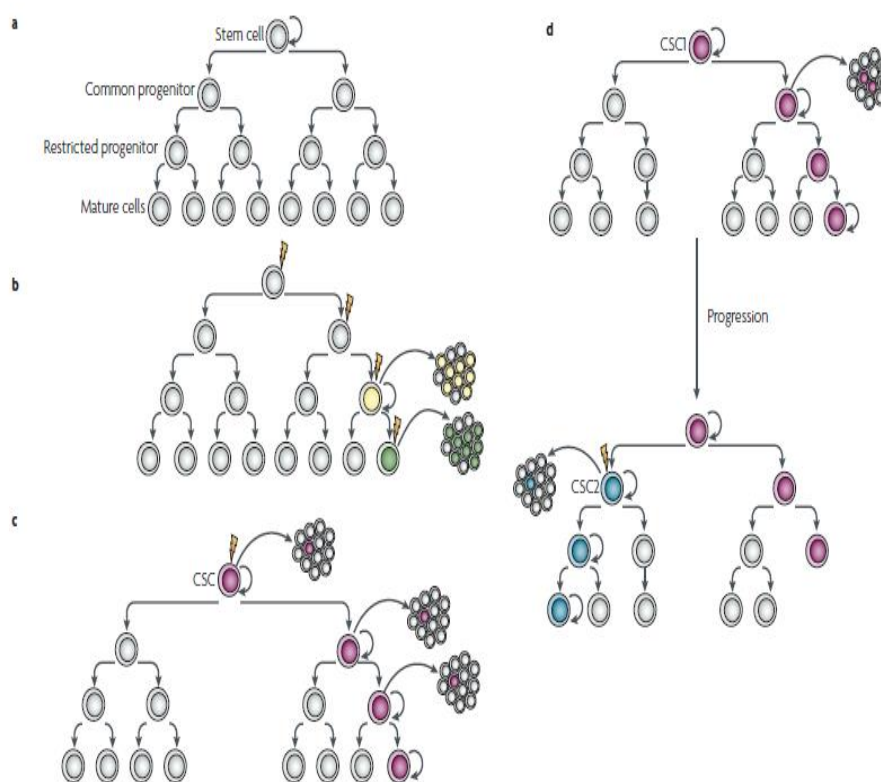 a
Stem cell
Common progenitor
Restricted progenitor
Mature cells
b
c
CSC
d
CSC1
Progression
CSC2